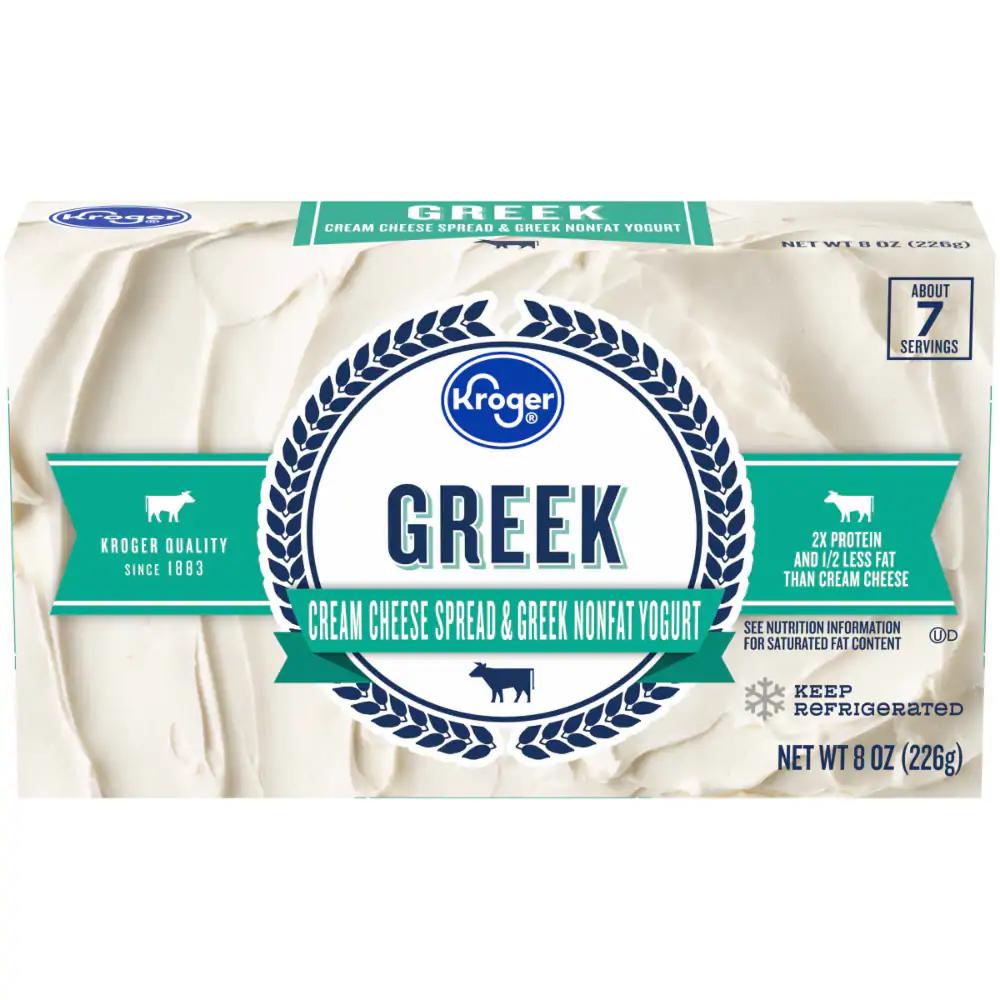 Kröger®
GREEK
CREAM CHEESE SPREAD & GREEK NONFAT YOGURT
NET WT 8 OZ (226g)
ABOUT
7
SERVINGS
Kroger®
GREEK
CREAM CHEESE SPREAD & GREEK NONFAT YOGURT
KROGER QUALITY
SINCE 1883
2X PROTEIN
AND 1/2 LESS FAT
THAN CREAM CHEESE
SEE NUTRITION INFORMATION
FOR SATURATED FAT CONTENT
UD
KEEP
REFRIGERATED
NET WT 8 OZ (226g)